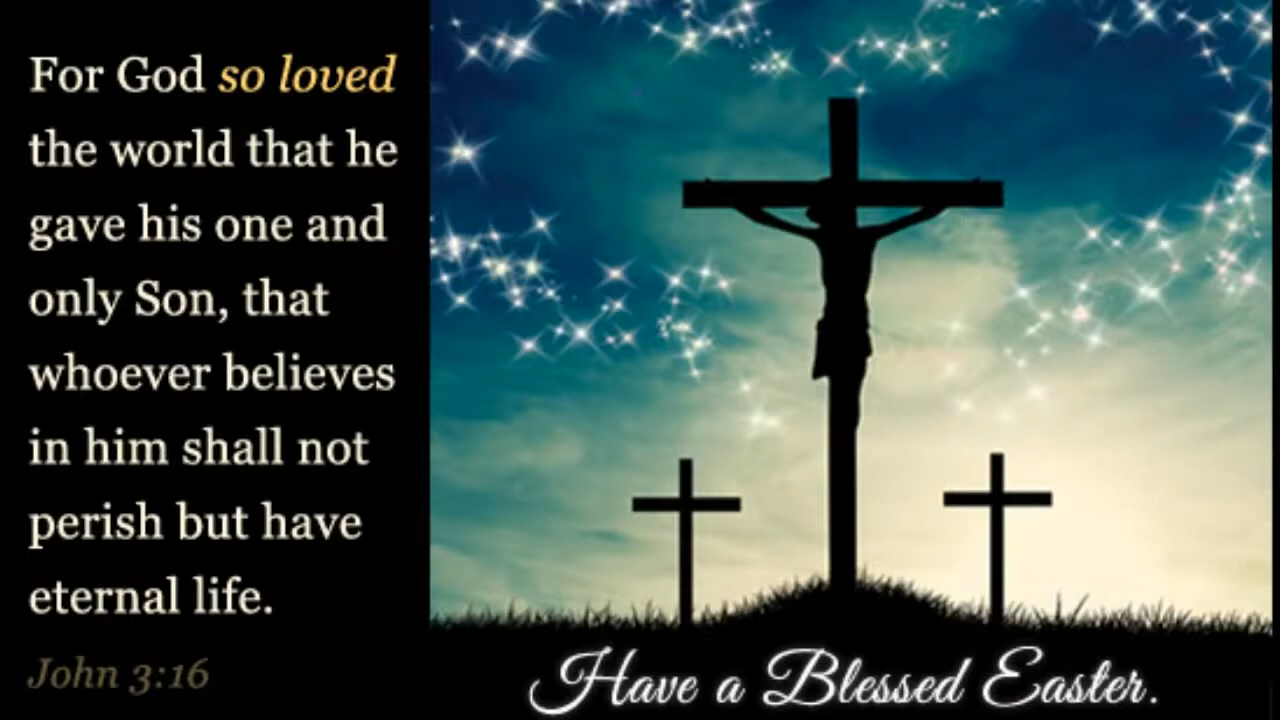 For God so loved
the world that he
gave his one and
only Son, that
whoever believes
in him shall not
perish but have
eternal life.
John 3:16
Have a Blessed Easter.